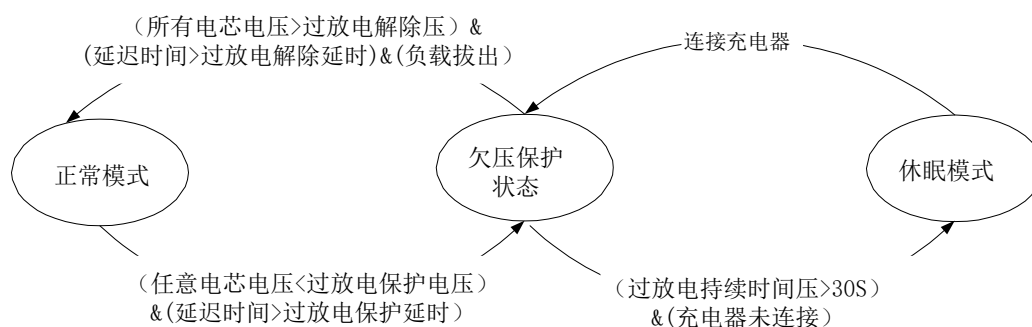 （所有电芯电压>过放电解除压）&
(延迟时间>过放电解除延时)&(负载拔出）
连接充电器
正常模式
欠压保护
状态
休眠模式
（任意电芯电压<过放电保护电压）
&(延迟时间>过放电保护延时）
(过放电持续时间压>30S)
&(充电器未连接）